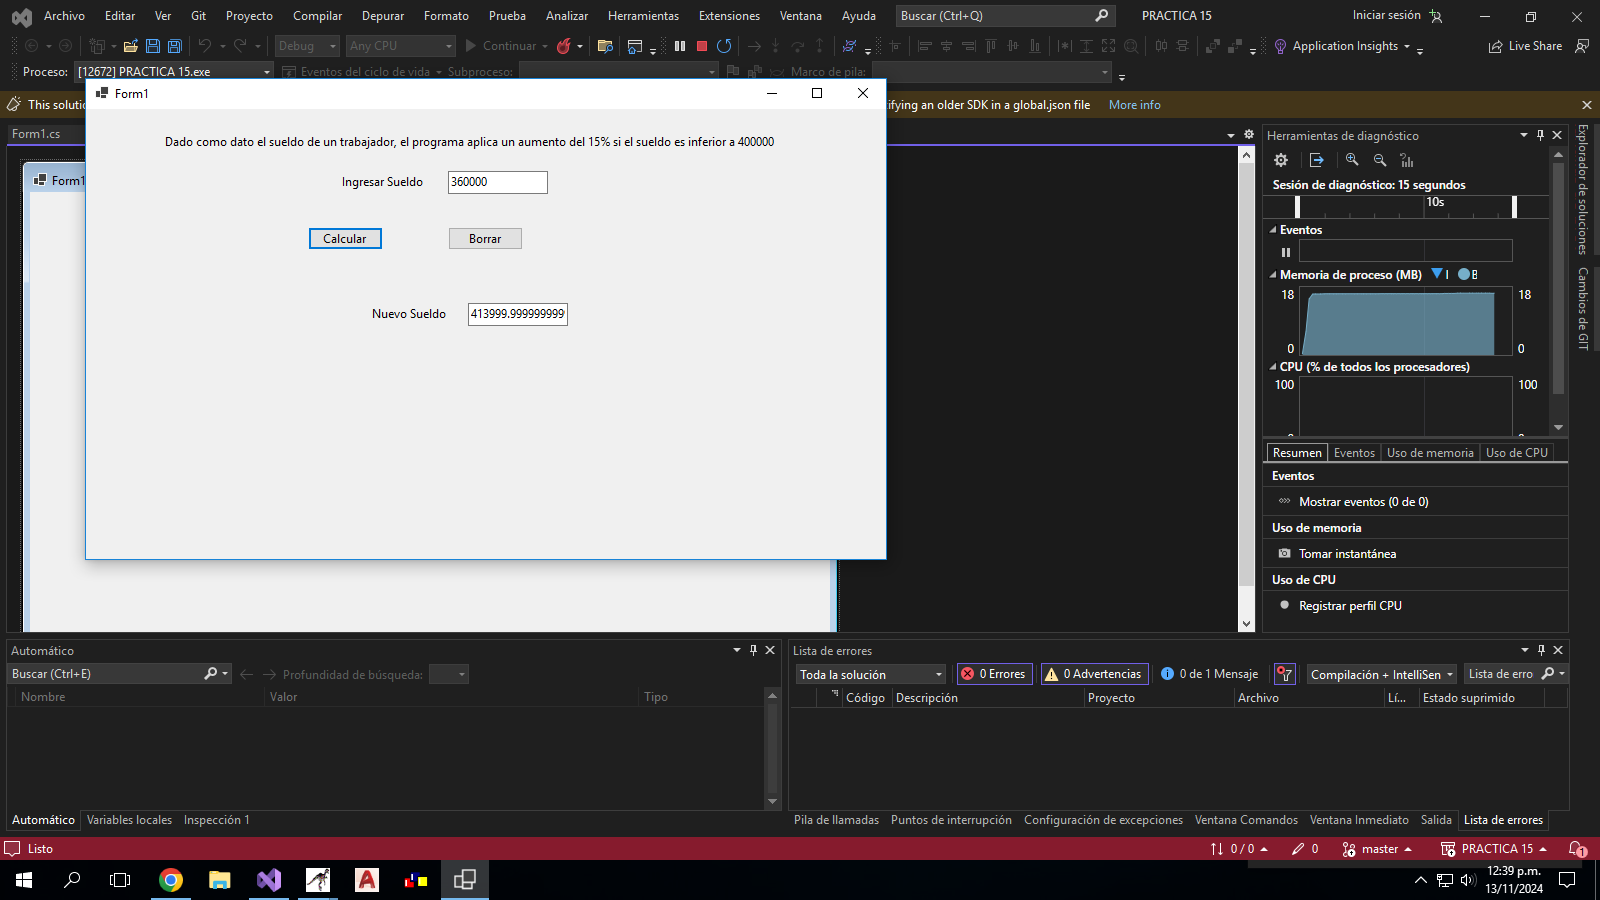 Archivo Editar Ver Git Proyecto Compilar Depurar Formato Prueba Analizar Herramientas Extensiones Ventana Ayuda Buscar (Ctrl+Q) PRACTICA 15 Iniciar sesión
Debug Any CPU Continuar Application Insights Live Share
Proceso: [12672] PRACTICA 15.exe Eventos del ciclo de vida Subproceso: Marco de pila:
This solutio
ifying an older SDK in a global.json file More info
Form1
Form1.cs
Form1
Dado como dato el sueldo de un trabajador, el programa aplica un aumento del 15% si el sueldo es inferior a 400000
Ingresar Sueldo 360000
Calcular Borrar
Nuevo Sueldo 413999.999999999
Herramientas de diagnóstico
Sesión de diagnóstico: 15 segundos
10s
Eventos
Memoria de proceso (MB) I B
18 18
0 0
CPU (% de todos los procesadores)
100 100
Resumen Eventos Uso de memoria Uso de CPU
Eventos
Mostrar eventos (0 de 0)
Uso de memoria
Tomar instantánea
Uso de CPU
Registrar perfil CPU
Explorador de soluciones
Cambios de GIT
Automático
Buscar (Ctrl+E) Profundidad de búsqueda:
Nombre Valor Tipo
Automático Variables locales Inspección 1
Lista de errores
Toda la solución 0 Errores 0 Advertencias 0 de 1 Mensaje Compilación + IntelliSen Lista de erro
Código Descripción Proyecto Archivo Lí... Estado suprimido
Pila de llamadas Puntos de interrupción Configuración de excepciones Ventana Comandos Ventana Inmediato Salida Lista de errores
Listo 0 / 0 0 master PRACTICA 15 1
12:39 p.m.
13/11/2024